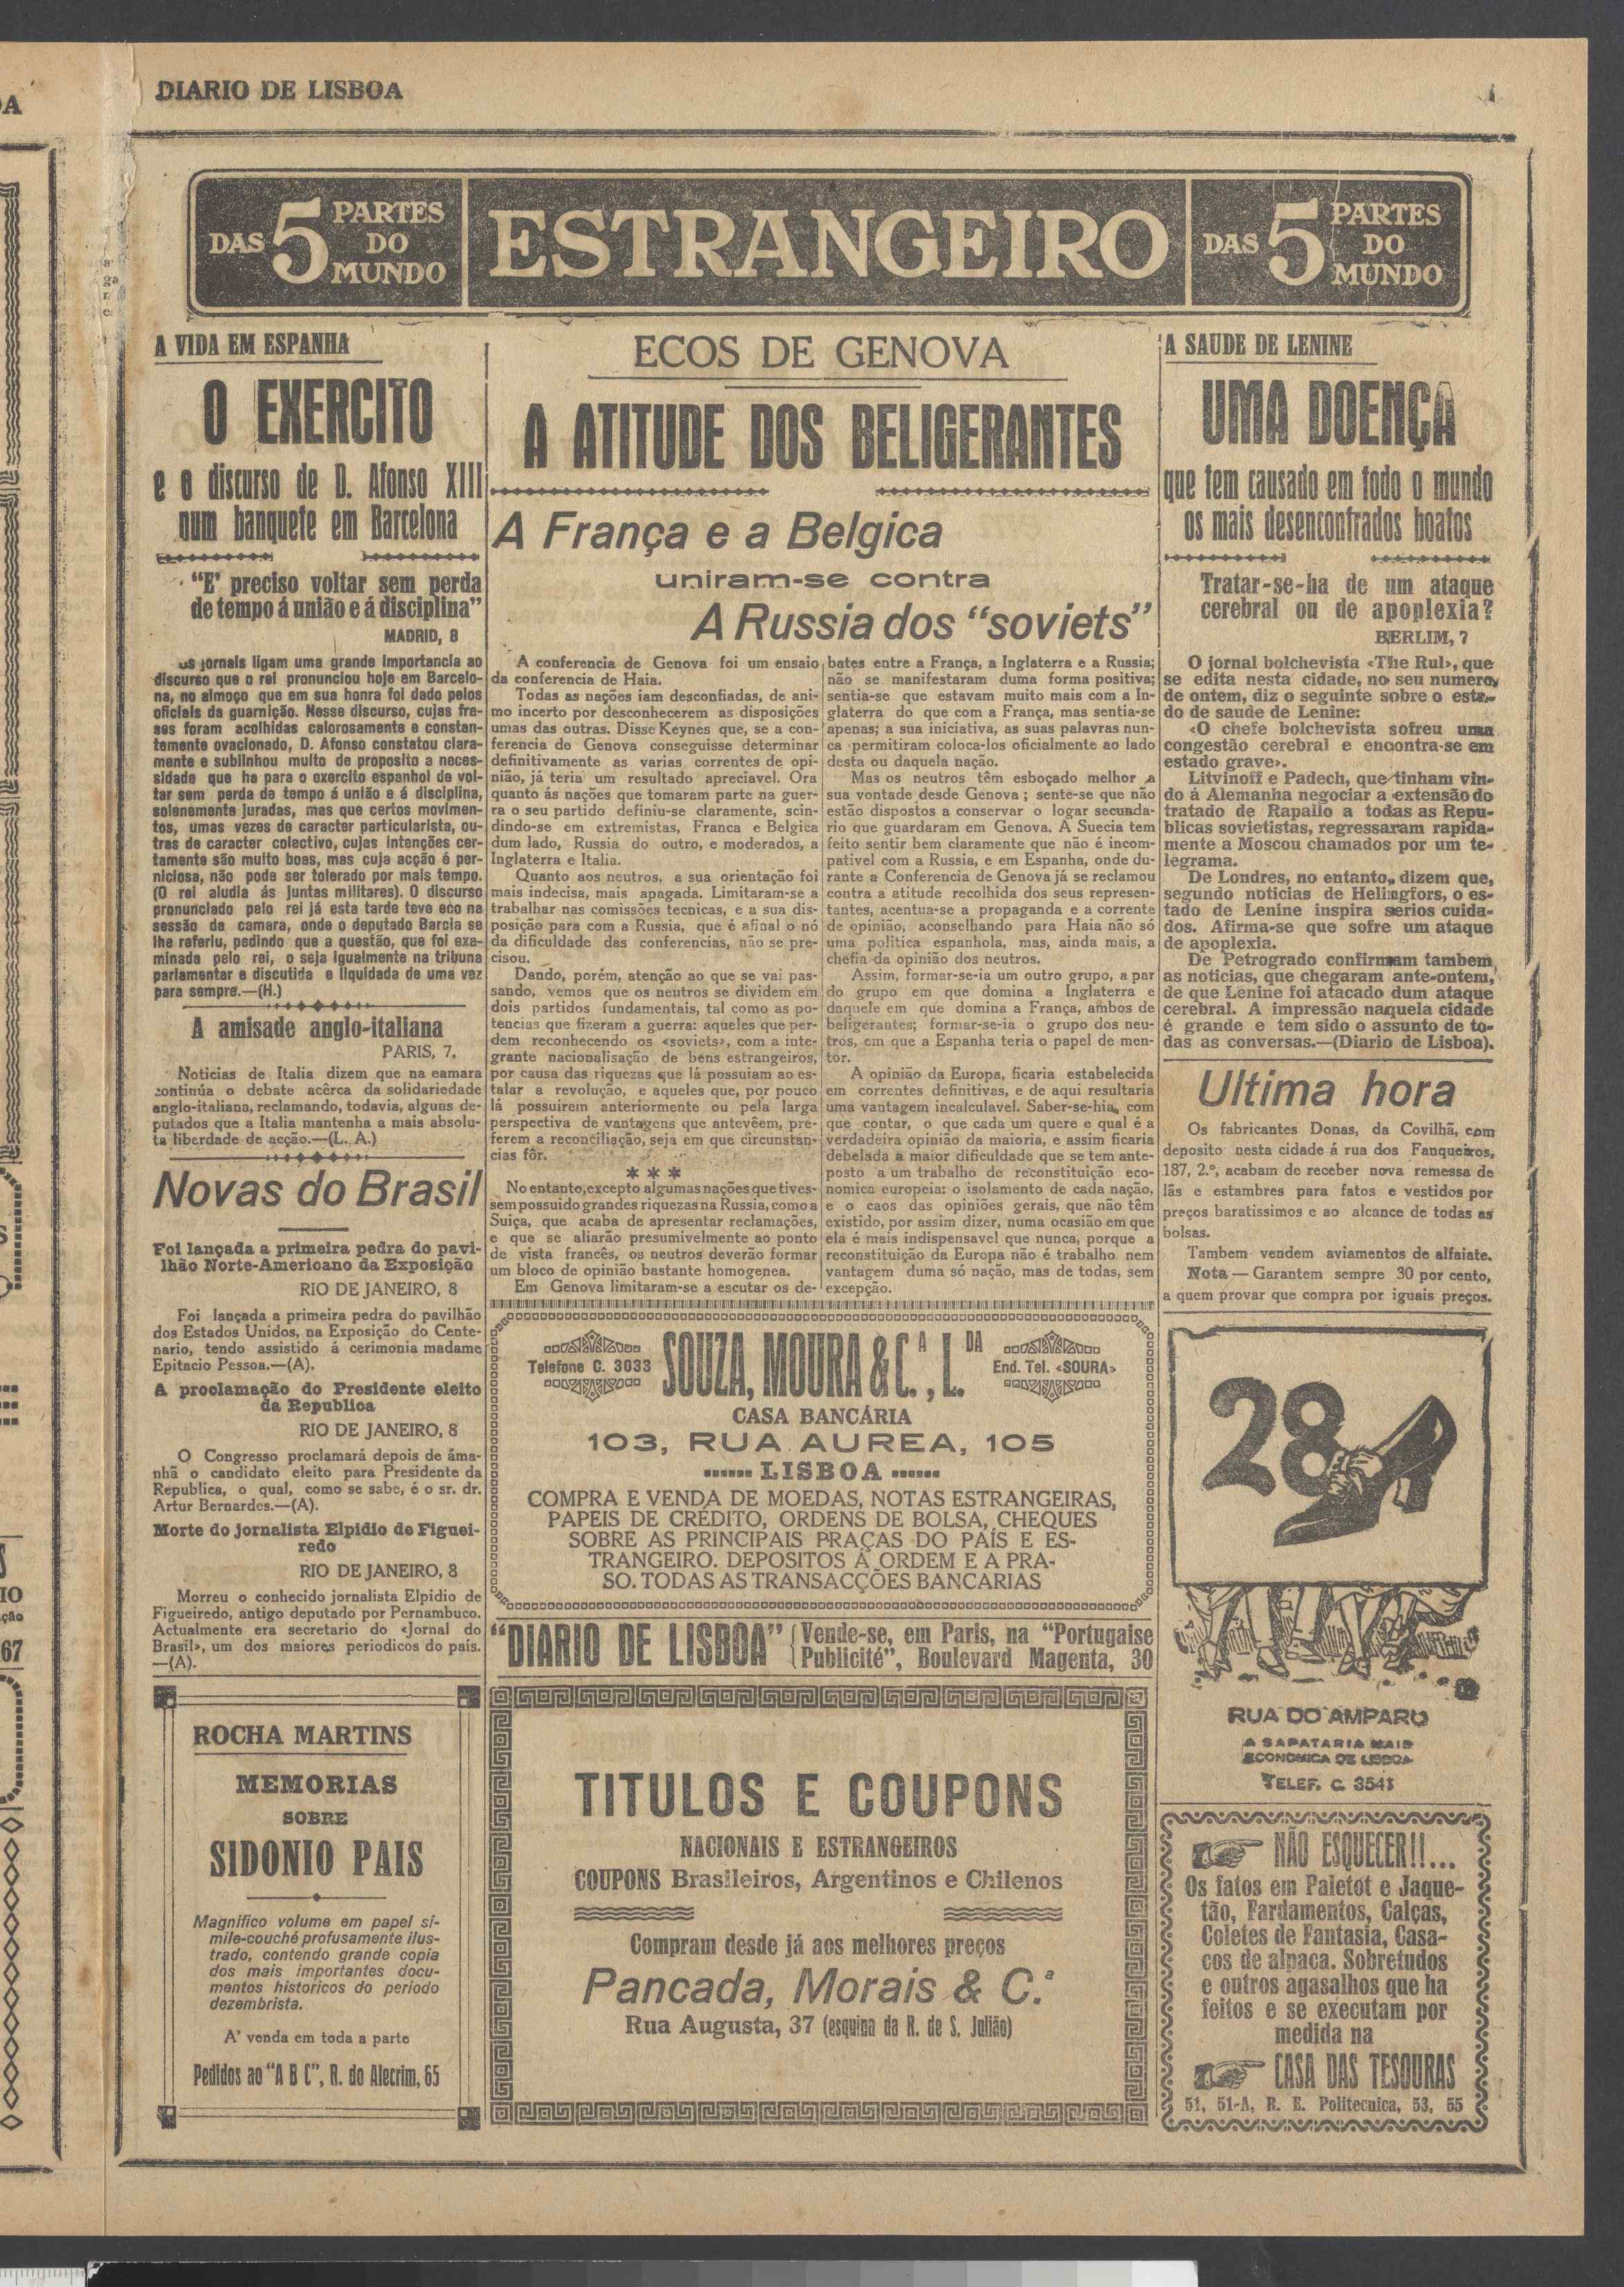 DIARIO DE LISBOA
DAS 5 PARTES DO MUNDO
ESTRANGEIRO
DAS 5 PARTES DO MUNDO
A VIDA EM ESPANHA
O EXERCITO
e o discurso de D. Afonso XIII
num banquete em Barcelona
"E' preciso voltar sem perda
de tempo á união e á disciplina"
MADRID, 8
Os jornais ligam uma grande importancia ao
discurso que o rei pronunciou hoje em Barcelo-
na, no almoço que em sua honra foi dado pelos
oficiais da guarnição. Nesse discurso, cujas fra-
ses foram acolhidas calorosamente e constan-
temente ovacionado, D. Afonso constatou clara-
mente e sublinhou muito de proposito a neces-
sidade que ha para o exercito espanhol de vol-
tar sem perda de tempo á união e á disciplina,
solenemente juradas, mas que certos movimen-
tos, umas vezes de caracter particularista, ou-
tras de caracter colectivo, cujas intenções cer-
tamente são muito boas, mas cuja acção é per-
niciosa, não pode ser tolerado por mais tempo.
(O rei aludia ás juntas militares). O discurso
pronunciado pelo rei já esta tarde teve eco na
sessão da camara, onde o deputado Barcia se
lhe referiu, pedindo que a questão, que foi exa-
minada pelo rei, o seja igualmente na tribuna
parlamentar e discutida e liquidada de uma vez
para sempre.—(H.)
A amisade anglo-italiana
PARIS, 7.
Noticias de Italia dizem que na eamara
continúa o debate acêrca da solidariedade
anglo-italiana, reclamando, todavia, alguns de-
putados que a Italia mantenha a mais absolu-
ta liberdade de acção.—(L. A.)
Novas do Brasil
Foi lançada a primeira pedra do pavi-
lhão Norte-Americano da Exposição
RIO DE JANEIRO, 8
Foi lançada a primeira pedra do pavilhão
dos Estados Unidos, na Exposição do Cente-
nario, tendo assistido á cerimonia madame
Epitacio Pessoa.—(A).
A proclamação do Presidente eleito
da Republica
RIO DE JANEIRO, 8
O Congresso proclamará depois de áma-
nhã o candidato eleito para Presidente da
Republica, o qual, como se sabe, é o sr. dr.
Artur Bernardes.—(A).
Morte do jornalista Elpidio de Figuei-
redo
RIO DE JANEIRO, 8
Morreu o conhecido jornalista Elpidio de
Figueiredo, antigo deputado por Pernambuco.
Actualmente era secretario do «Jornal do
Brasil», um dos maiores periodicos do país.
—(A).
ROCHA MARTINS
MEMORIAS
SOBRE
SIDONIO PAIS
Magnifico volume em papel si-
mile-couché profusamente ilus-
trado, contendo grande copia
dos mais importantes docu-
mentos historicos do periodo
dezembrista.
A' venda em toda a parte
Pedidos ao "A B C", R. do Alecrim, 65
ECOS DE GENOVA
A ATITUDE DOS BELIGERANTES
A França e a Belgica
uniram-se contra
A Russia dos "soviets"
A conferencia de Genova foi um ensaio
da conferencia de Haia.
Todas as nações iam desconfiadas, de ani-
mo incerto por desconhecerem as disposições
umas das outras. Disse Keynes que, se a con-
ferencia de Genova conseguisse determinar
definitivamente as varias correntes de opi-
nião, já teria um resultado apreciavel. Ora
quanto ás nações que tomaram parte na guer-
ra o seu partido definiu-se claramente, scin-
dindo-se em extremistas, Franca e Belgica
dum lado, Russia do outro, e moderados, a
Inglaterra e Italia.
Quanto aos neutros, a sua orientação foi
mais indecisa, mais apagada. Limitaram-se a
trabalhar nas comissões tecnicas, e a sua dis-
posição para com a Russia, que é afinal o nó
da dificuldade das conferencias, não se pre-
cisou.
Dando, porém, atenção ao que se vai pas-
sando, vemos que os neutros se dividem em
dois partidos fundamentais, tal como as po-
tencias que fizeram a guerra: aqueles que per-
dem reconhecendo os «soviets», com a inte-
grante nacionalisação de bens estrangeiros,
por causa das riquezas que lá possuiam ao es-
talar a revolução, e aqueles que, por pouco
lá possuirem anteriormente ou pela larga
perspectiva de vantagens que antevêem, pre-
ferem a reconciliação, seja em que circunstan-
cias fôr.
* * *
No entanto, excepto algumas nações que tives-
sem possuido grandes riquezas na Russia, como a
Suiça, que acaba de apresentar reclamações,
e que se aliarão presumivelmente ao ponto
de vista francês, os neutros deverão formar
um bloco de opinião bastante homogenea.
Em Genova limitaram-se a escutar os de-
bates entre a França, a Inglaterra e a Russia;
não se manifestaram duma forma positiva;
sentia-se que estavam muito mais com a In-
glaterra do que com a França, mas sentia-se
apenas; a sua iniciativa, as suas palavras nun-
ca permitiram coloca-los oficialmente ao lado
desta ou daquela nação.
Mas os neutros têm esboçado melhor a
sua vontade desde Genova; sente-se que não
estão dispostos a conservar o logar secunda-
rio que guardaram em Genova. A Suecia tem
feito sentir bem claramente que não é incom-
pativel com a Russia, e em Espanha, onde du-
rante a Conferencia de Genova já se reclamou
contra a atitude recolhida dos seus represen-
tantes, acentua-se a propaganda e a corrente
de opinião, aconselhando para Haia não só
uma politica espanhola, mas, ainda mais, a
chefia da opinião dos neutros.
Assim, formar-se-ia um outro grupo, a par
do grupo em que domina a Inglaterra e
daquele em que domina a França, ambos de
beligerantes; formar-se-ia o grupo dos neu-
tros, em que a Espanha teria o papel de men-
tor.
A opinião da Europa, ficaria estabelecida
em correntes definitivas, e de aqui resultaria
uma vantagem incalculavel. Saber-se-hia, com
que contar, o que cada um quere e qual é a
verdadeira opinião da maioria, e assim ficaria
debelada a maior dificuldade que se tem ante-
posto a um trabalho de reconstituição eco-
nomica europeia: o isolamento de cada nação,
e o caos das opiniões gerais, que não têm
existido, por assim dizer, numa ocasião em que
ela é mais indispensavel que nunca, porque a
reconstituição da Europa não é trabalho nem
vantagem duma só nação, mas de todas, sem
excepção.
SOUZA, MOURA & C.ª, L.DA
Telefone C. 3033
End. Tel. «SOURA»
CASA BANCÁRIA
103, RUA AUREA, 105
LISBOA
COMPRA E VENDA DE MOEDAS, NOTAS ESTRANGEIRAS,
PAPEIS DE CRÉDITO, ORDENS DE BOLSA, CHEQUES
SOBRE AS PRINCIPAIS PRAÇAS DO PAÍS E ES-
TRANGEIRO. DEPOSITOS Á ORDEM E A PRA-
SO. TODAS AS TRANSACÇÕES BANCARIAS
"DIARIO DE LISBOA" { Vende-se, em Paris, na "Portugaise
Publicité", Boulevard Magenta, 30
TITULOS E COUPONS
NACIONAIS E ESTRANGEIROS
COUPONS Brasileiros, Argentinos e Chilenos
Compram desde já aos melhores preços
Pancada, Morais & C.ª
Rua Augusta, 37 (esquina da R. de S. Julião)
A SAUDE DE LENINE
UMA DOENÇA
que tem causado em todo o mundo
os mais desencontrados boatos
Tratar-se-ha de um ataque
cerebral ou de apoplexia?
BERLIM, 7
O jornal bolchevista «The Rul», que
se edita nesta cidade, no seu numero,
de ontem, diz o seguinte sobre o esta-
do de saude de Lenine:
«O chefe bolchevista sofreu uma
congestão cerebral e encontra-se em
estado grave».
Litvinoff e Padech, que tinham vin-
do á Alemanha negociar a extensão do
tratado de Rapailo a todas as Repu-
blicas sovietistas, regressaram rapida-
mente a Moscou chamados por um te-
legrama.
De Londres, no entanto, dizem que,
segundo noticias de Helingfors, o es-
tado de Lenine inspira serios cuida-
dos. Afirma-se que sofre um ataque
de apoplexia.
De Petrogrado confirmam tambem,
as noticias, que chegaram ante-ontem,
de que Lenine foi atacado dum ataque
cerebral. A impressão naquela cidade
é grande e tem sido o assunto de to-
das as conversas.—(Diario de Lisboa).
Ultima hora
Os fabricantes Donas, da Covilhã, com
deposito nesta cidade á rua dos Fanqueiros,
187, 2.º, acabam de receber nova remessa de
lãs e estambres para fatos e vestidos por
preços baratissimos e ao alcance de todas as
bolsas.
Tambem vendem aviamentos de alfaiate.
Nota — Garantem sempre 30 por cento,
a quem provar que compra por iguais preços.
28
RUA DO AMPARO
A SAPATARIA MAIS
ECONOMICA DE LISBOA
TELEF. C. 3541
NÃO ESQUECER!!...
Os fatos em Paletot e Jaque-
tão, Fardamentos, Calças,
Coletes de Fantasia, Casa-
cos de alpaca. Sobretudos
e outros agasalhos que ha
feitos e se executam por
medida na
CASA DAS TESOURAS
51, 51-A, R. E. Politecnica, 53, 55